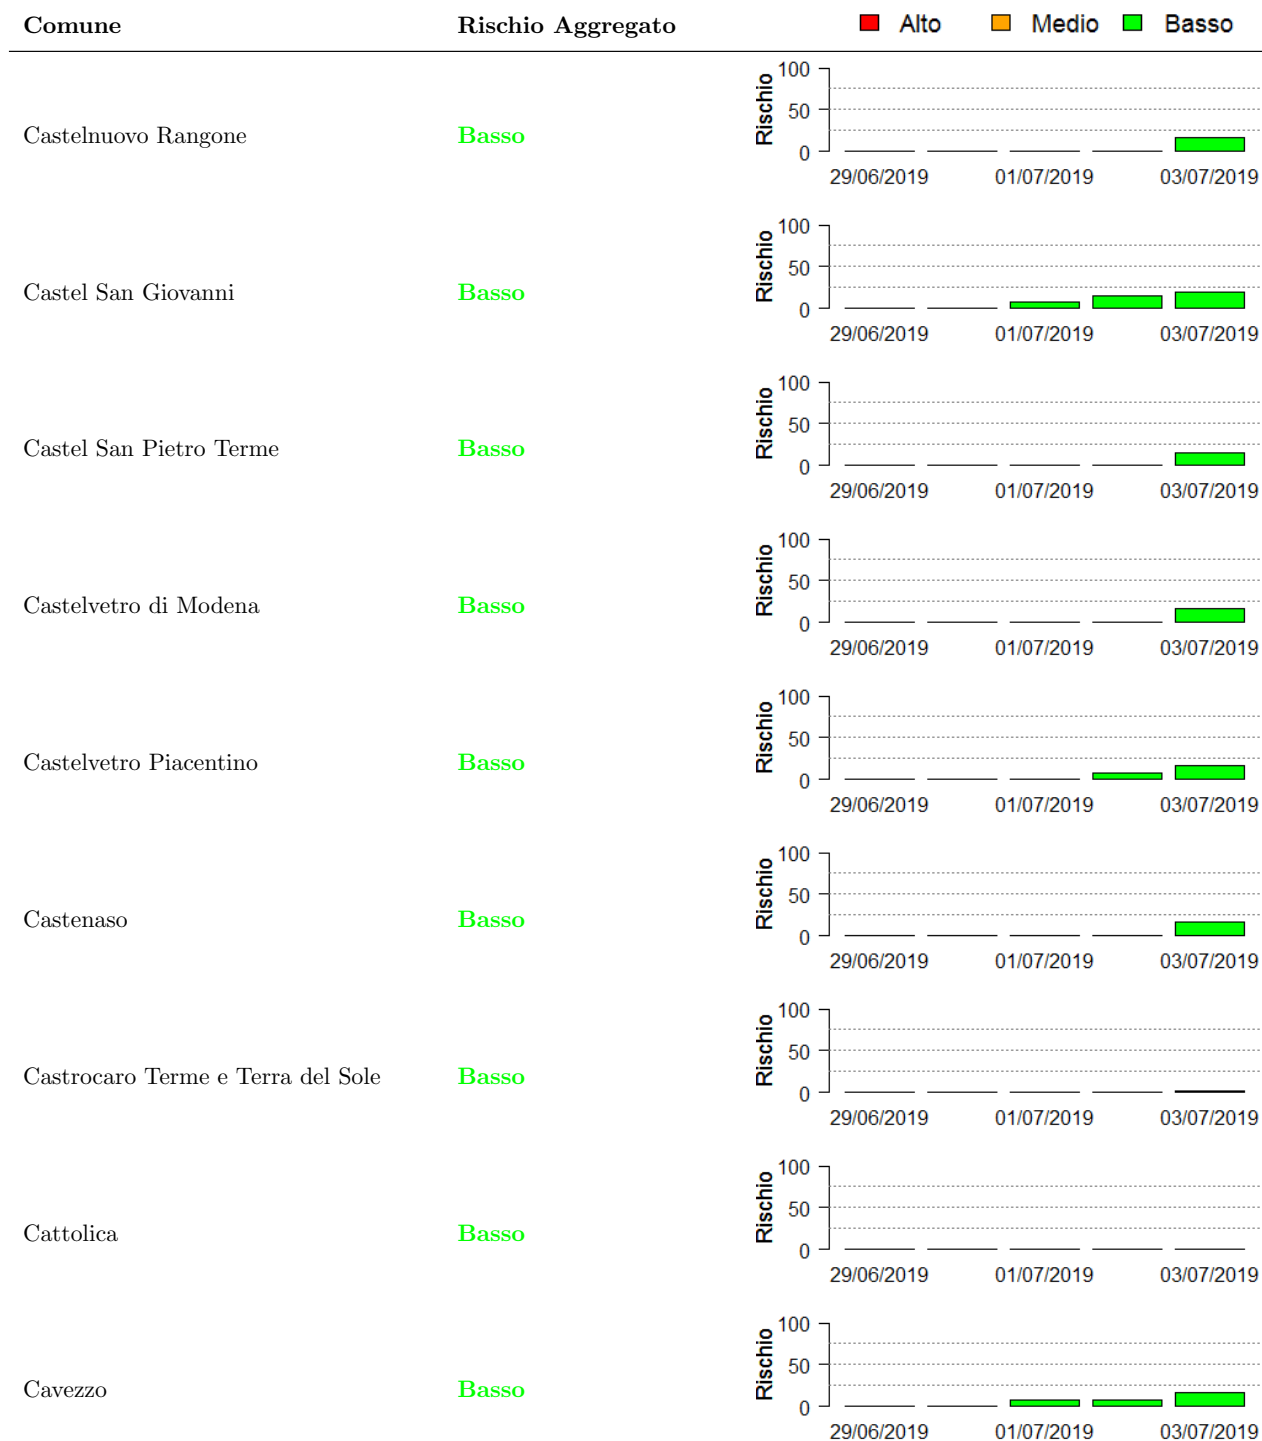 Comune Rischio Aggregato Alto Medio Basso
Castelnuovo Rangone Basso
Rischio
100
50
0
29/06/2019 01/07/2019 03/07/2019
Castel San Giovanni Basso
Rischio
100
50
0
29/06/2019 01/07/2019 03/07/2019
Castel San Pietro Terme Basso
Rischio
100
50
0
29/06/2019 01/07/2019 03/07/2019
Castelvetro di Modena Basso
Rischio
100
50
0
29/06/2019 01/07/2019 03/07/2019
Castelvetro Piacentino Basso
Rischio
100
50
0
29/06/2019 01/07/2019 03/07/2019
Castenaso Basso
Rischio
100
50
0
29/06/2019 01/07/2019 03/07/2019
Castrocaro Terme e Terra del Sole Basso
Rischio
100
50
0
29/06/2019 01/07/2019 03/07/2019
Cattolica Basso
Rischio
100
50
0
29/06/2019 01/07/2019 03/07/2019
Cavezzo Basso
Rischio
100
50
0
29/06/2019 01/07/2019 03/07/2019